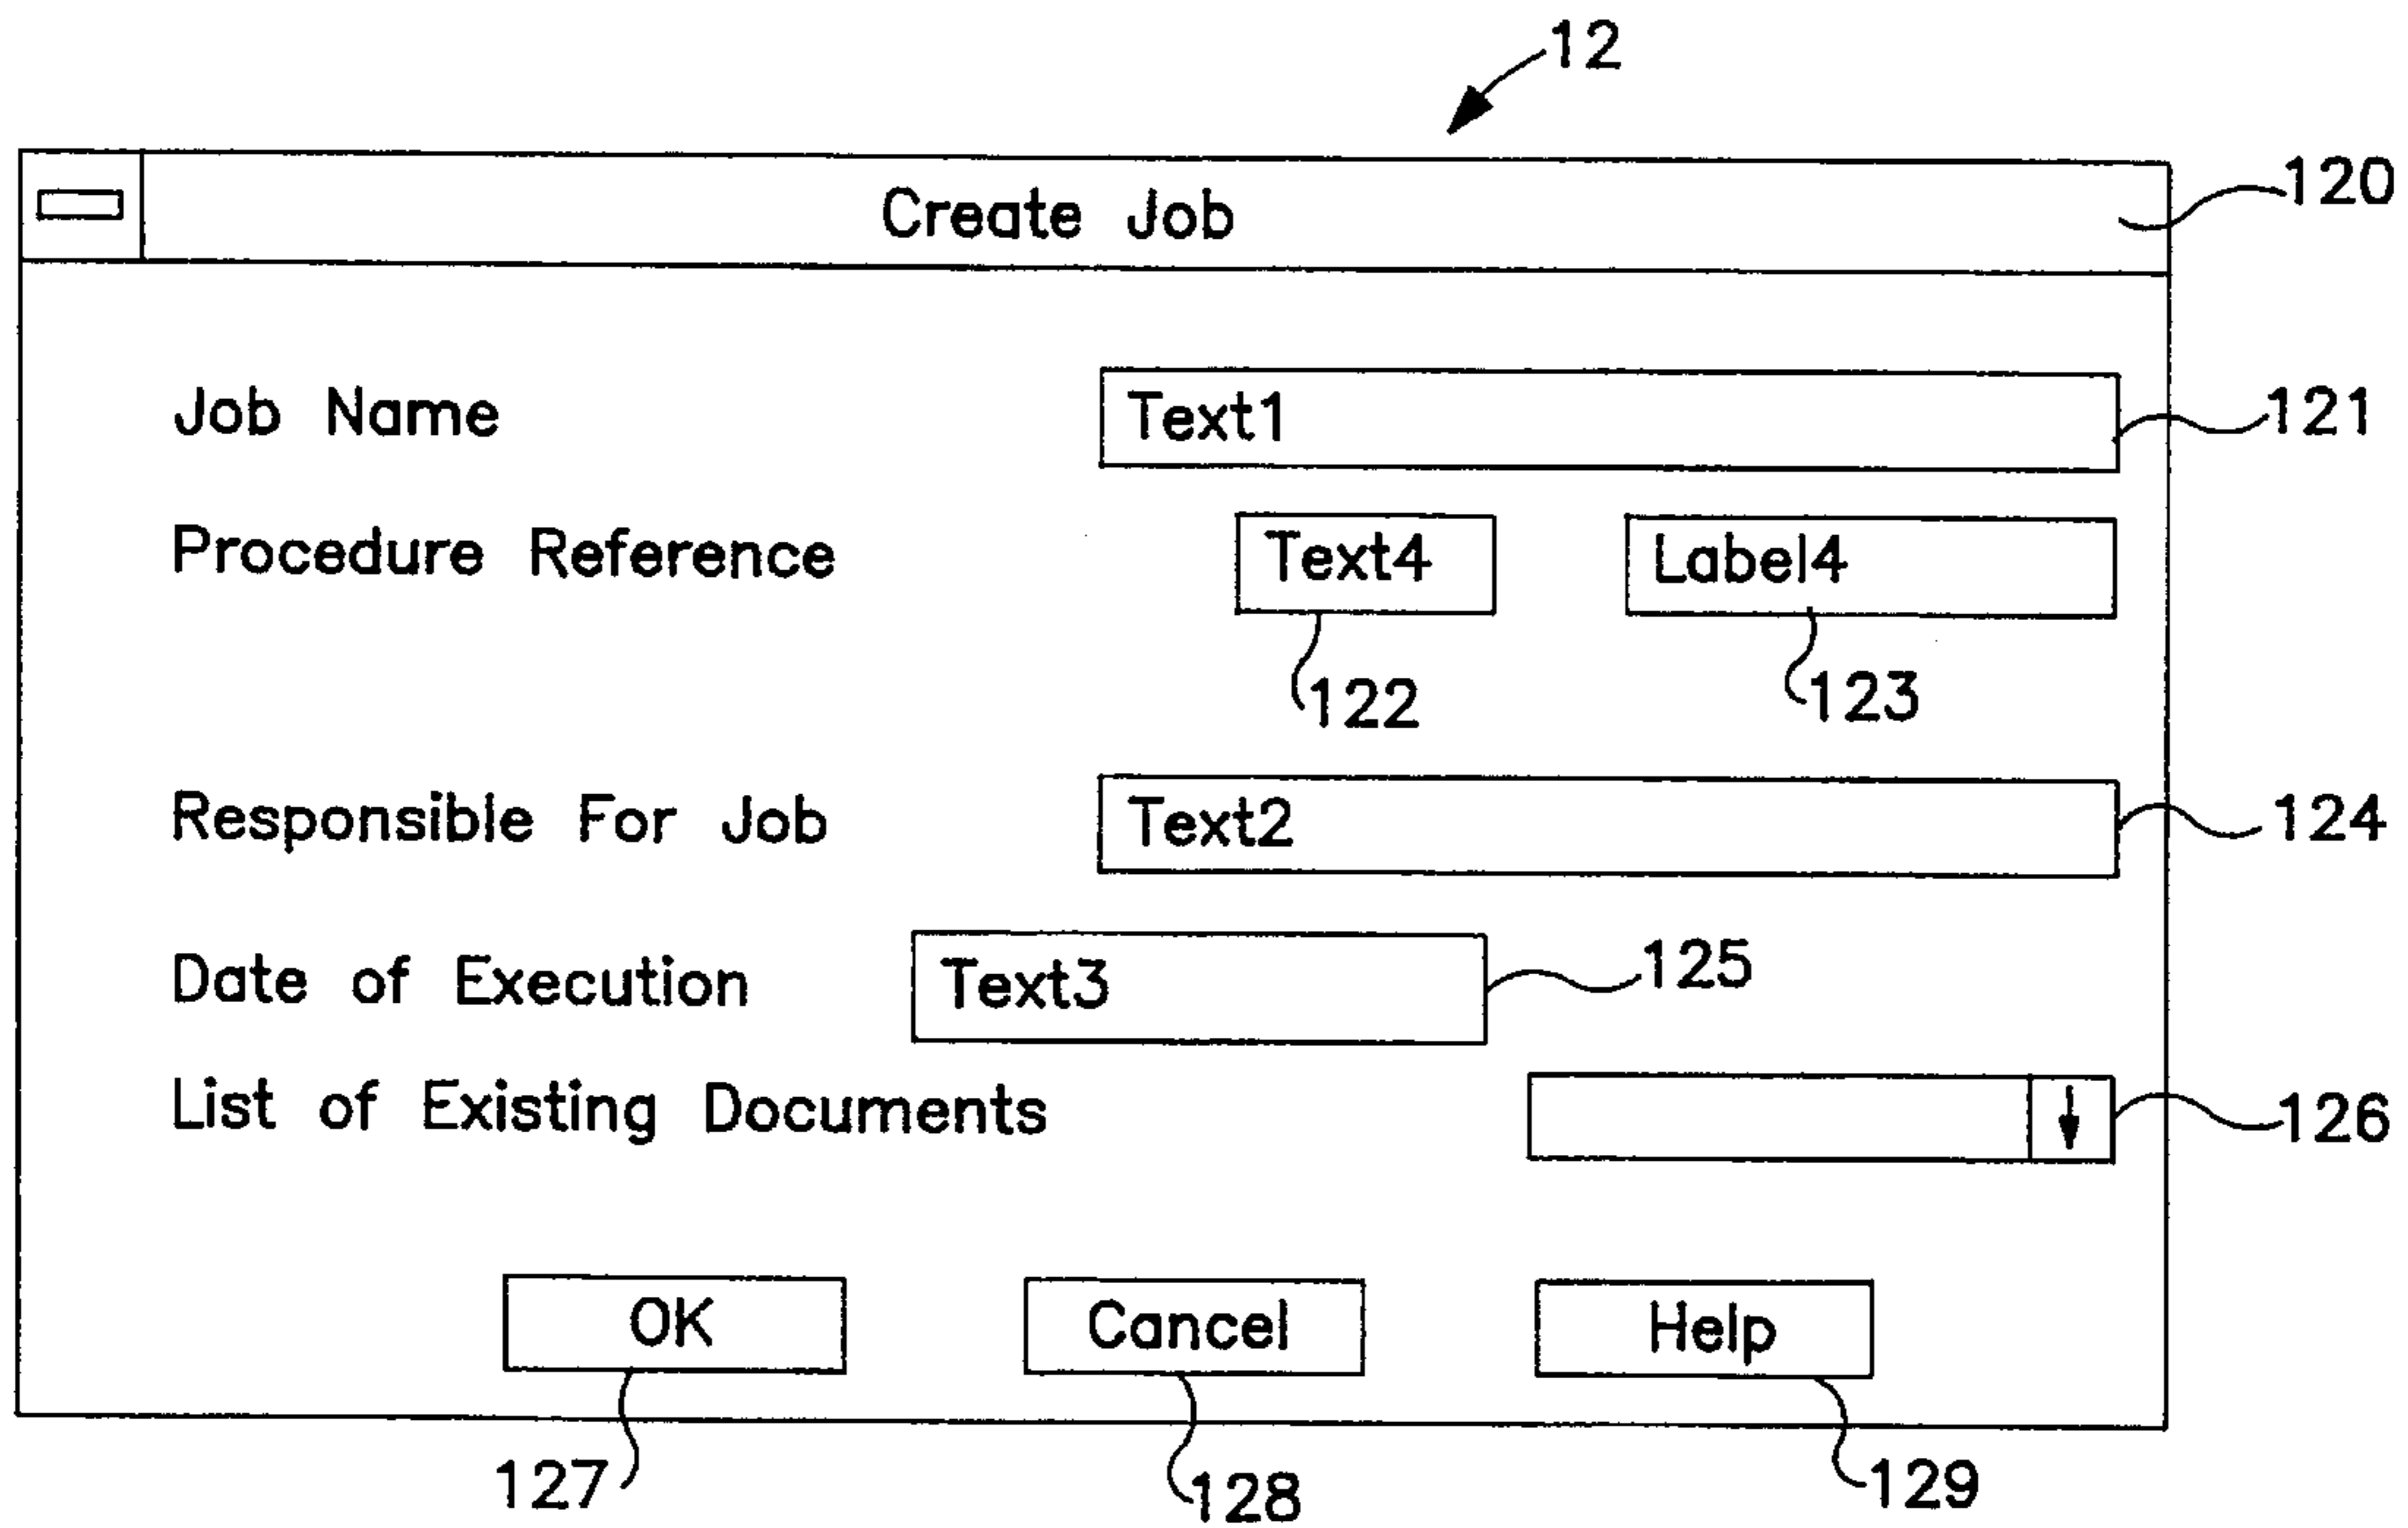 12
Create Job 120
Job Name Text1 121
Procedure Reference Text4 Label4
122 123
Responsible For Job Text2 124
Date of Execution Text3 125
List of Existing Documents 126
OK Cancel Help
127 128 129